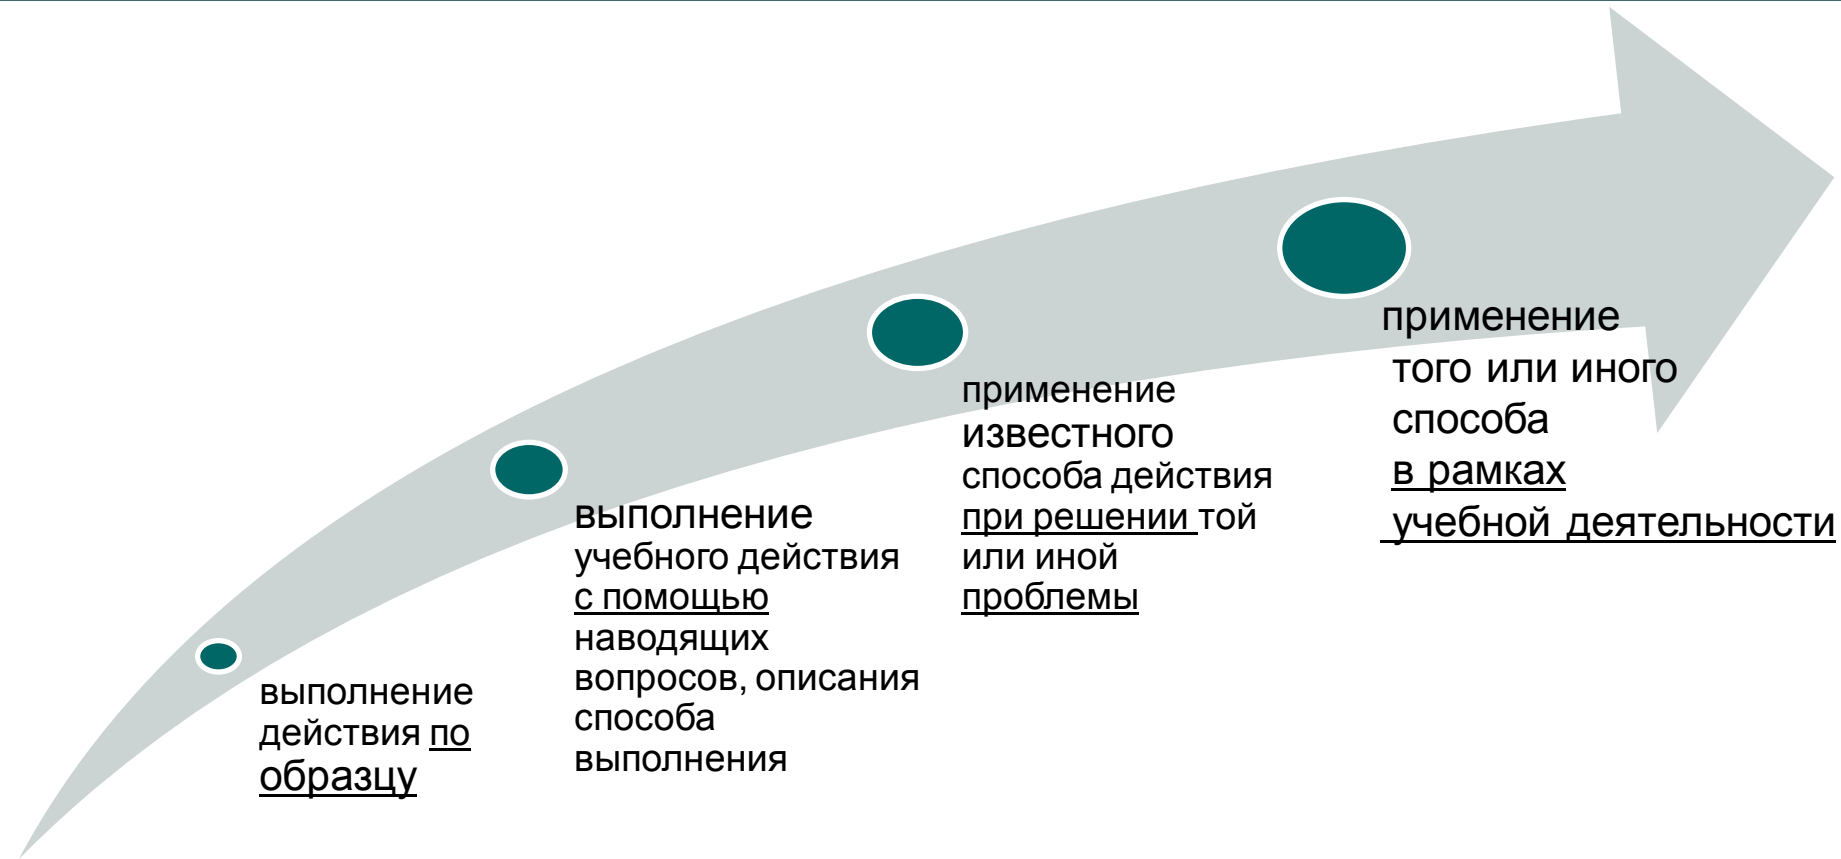 выполнение
действия по
образцу
выполнение
учебного действия
с помощью
наводящих
вопросов, описания
способа
выполнения
применение
известного
способа действия
при решении той
или иной
проблемы
применение
того или иного
способа
в рамках
учебной деятельности